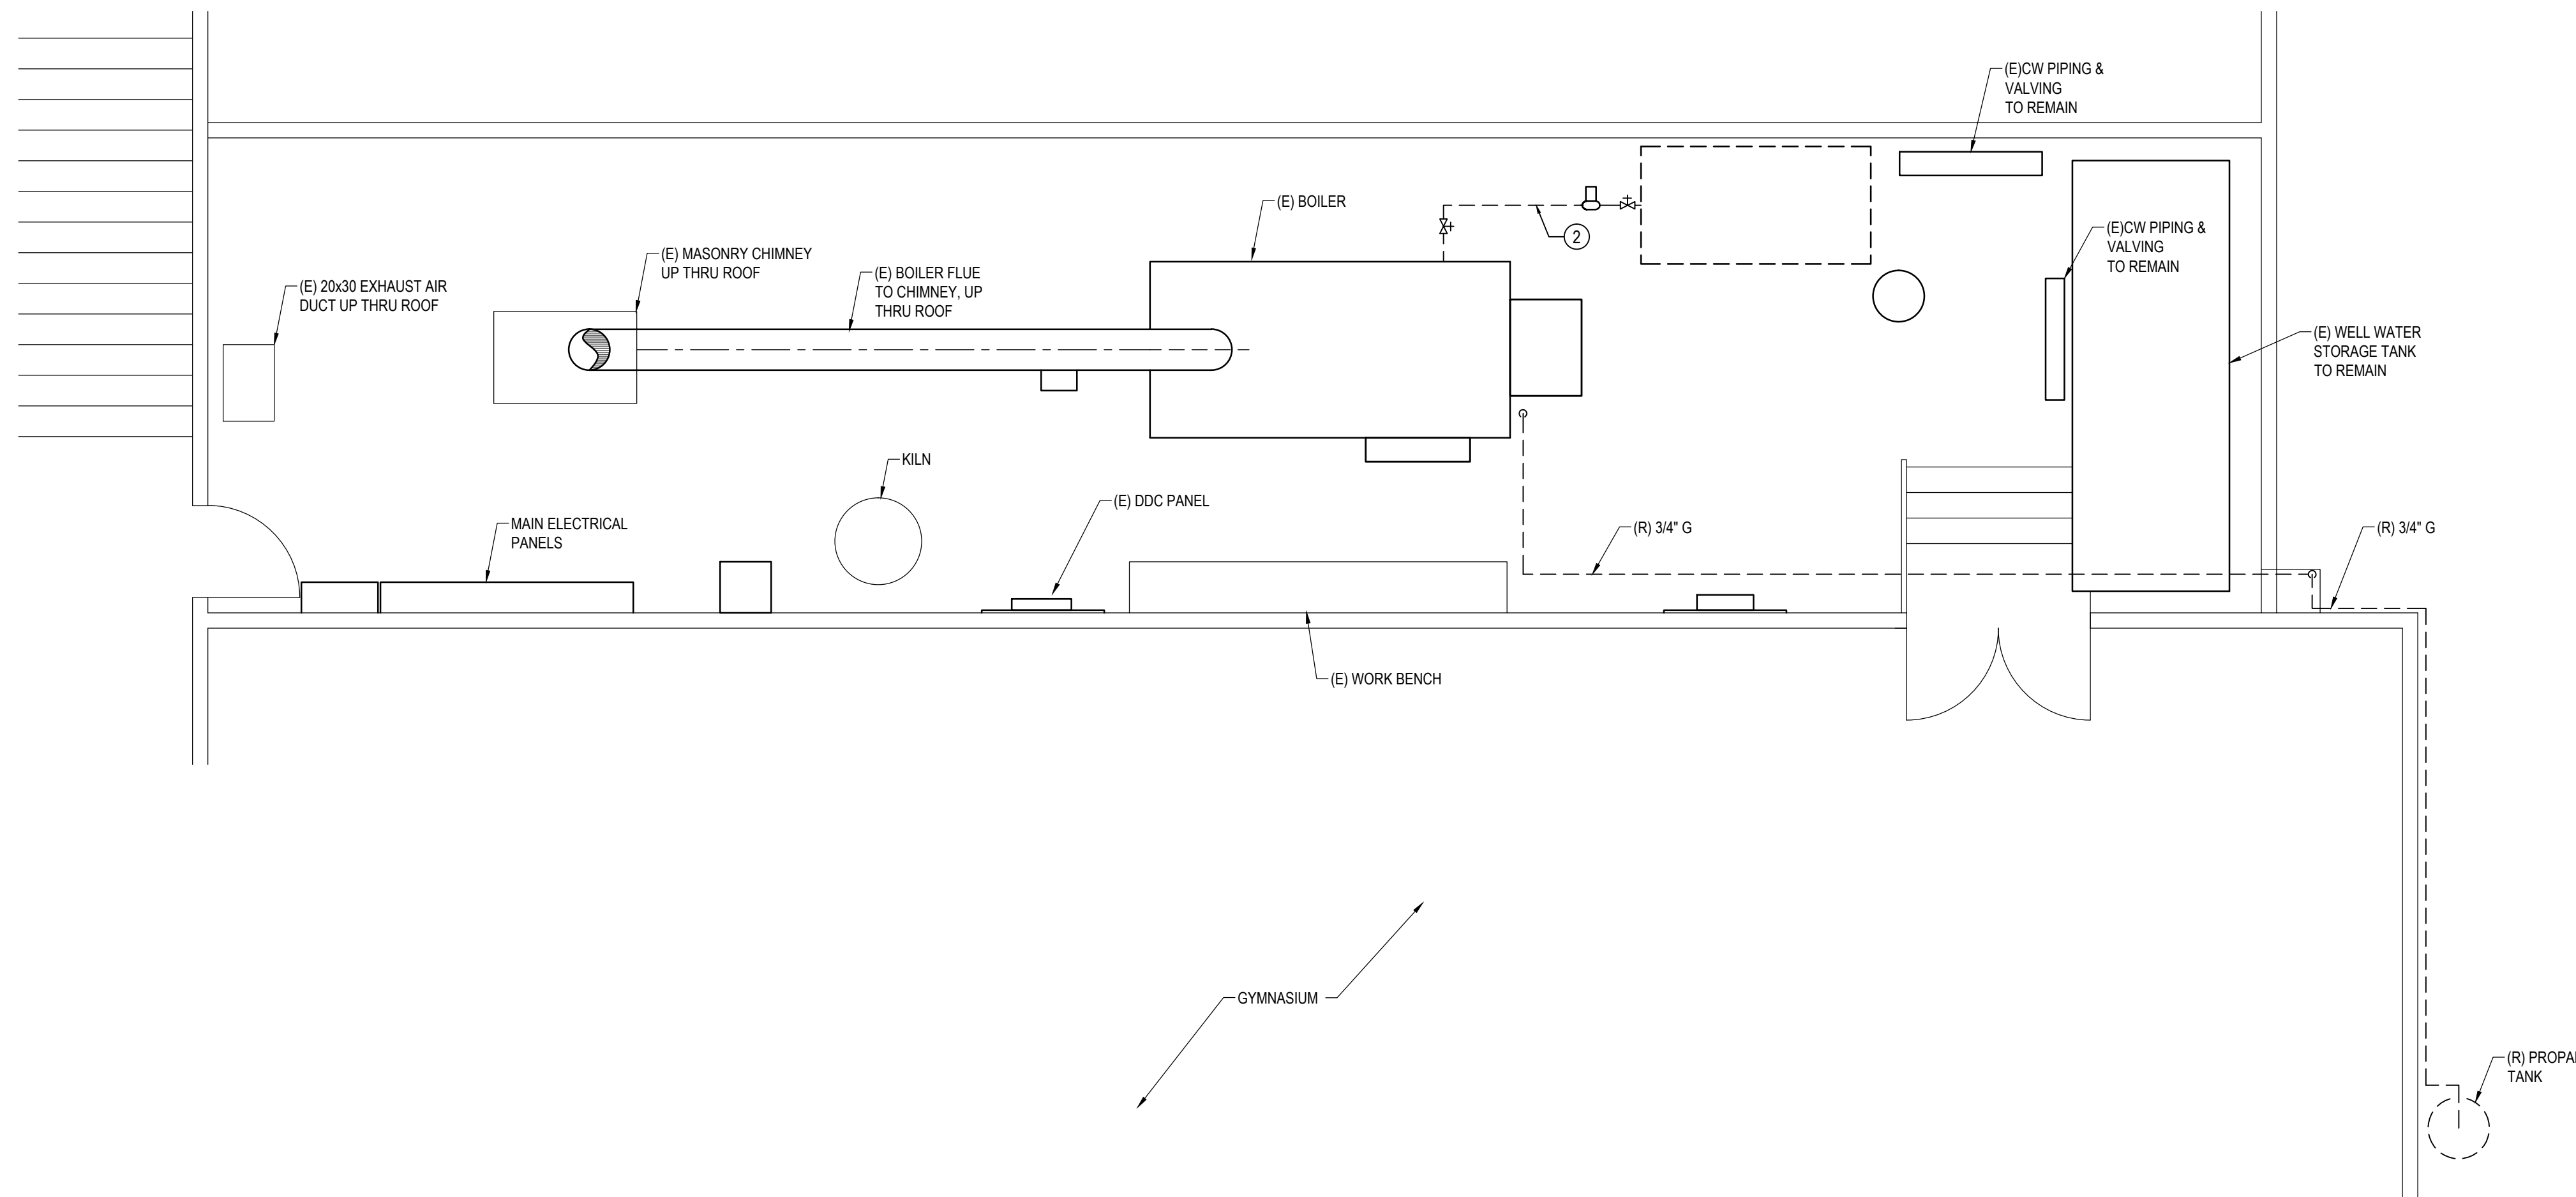 (E)CW PIPING &
VALVING
TO REMAIN
(E) BOILER
2
(E)CW PIPING &
VALVING
TO REMAIN
(E) MASONRY CHIMNEY
UP THRU ROOF
(E) BOILER FLUE
TO CHIMNEY, UP
THRU ROOF
(E) 20x30 EXHAUST AIR
DUCT UP THRU ROOF
(E) WELL WATER
STORAGE TANK
TO REMAIN
KILN
(E) DDC PANEL
MAIN ELECTRICAL
PANELS
(R) 3/4" G
(R) 3/4" G
(E) WORK BENCH
GYMNASIUM
(R) PROPA
TANK